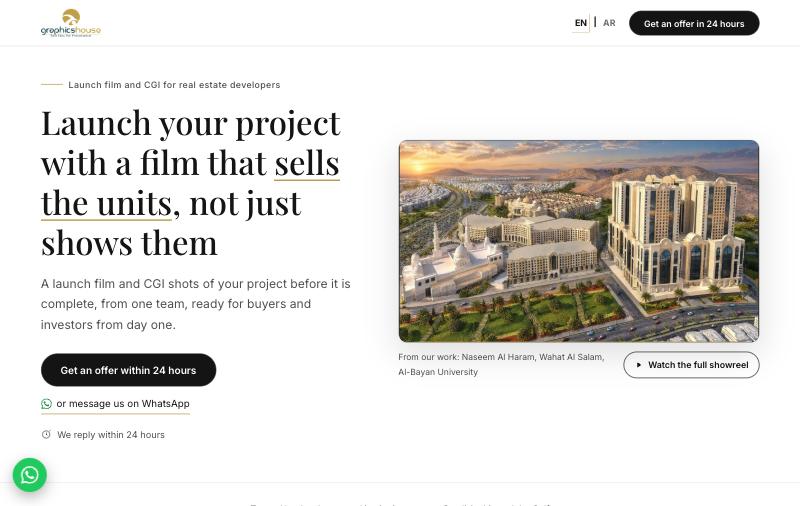 graphicshouse
EN | AR
Get an offer in 24 hours
Launch film and CGI for real estate developers
Launch your project
with a film that sells
the units, not just
shows them
A launch film and CGI shots of your project before it is
complete, from one team, ready for buyers and
investors from day one.
Get an offer within 24 hours
or message us on WhatsApp
We reply within 24 hours
From our work: Naseem Al Haram, Wahat Al Salam,
Al-Bayan University
Watch the full showreel